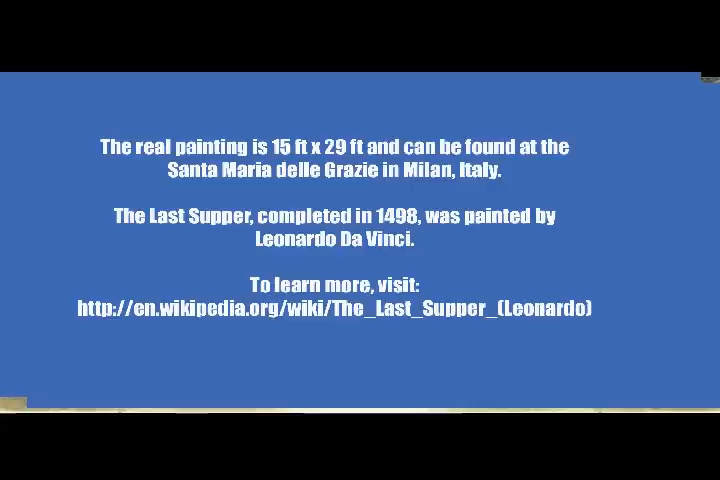 The real painting is 15 ft x 29 ft and can be found at the
Santa Maria delle Grazie in Milan, Italy.
The Last Supper, completed in 1498, was painted by
Leonardo Da Vinci.
To learn more, visit:
http://en.wikipedia.org/wiki/The_Last_Supper_(Leonardo)